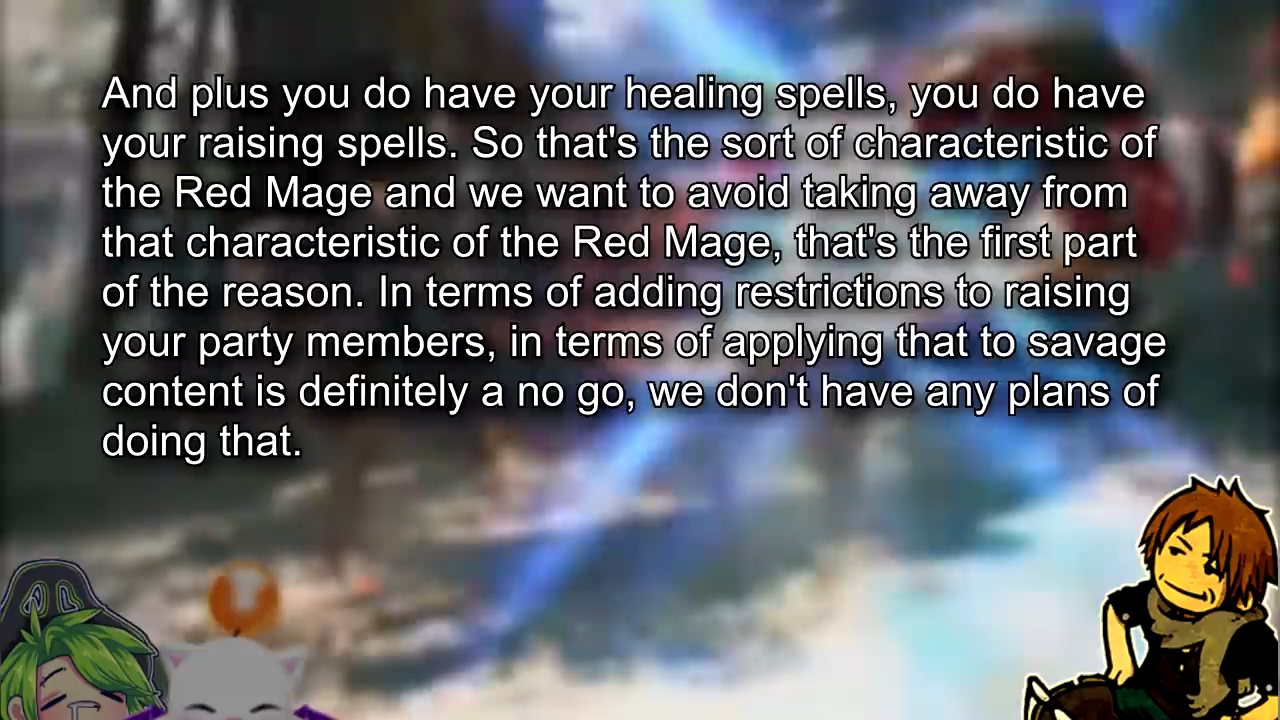 And plus you do have your healing spells, you do have
your raising spells. So that's the sort of characteristic of
the Red Mage and we want to avoid taking away from
that characteristic of the Red Mage, that's the first part
of the reason. In terms of adding restrictions to raising
your party members, in terms of applying that to savage
content is definitely a no go, we don't have any plans of
doing that.